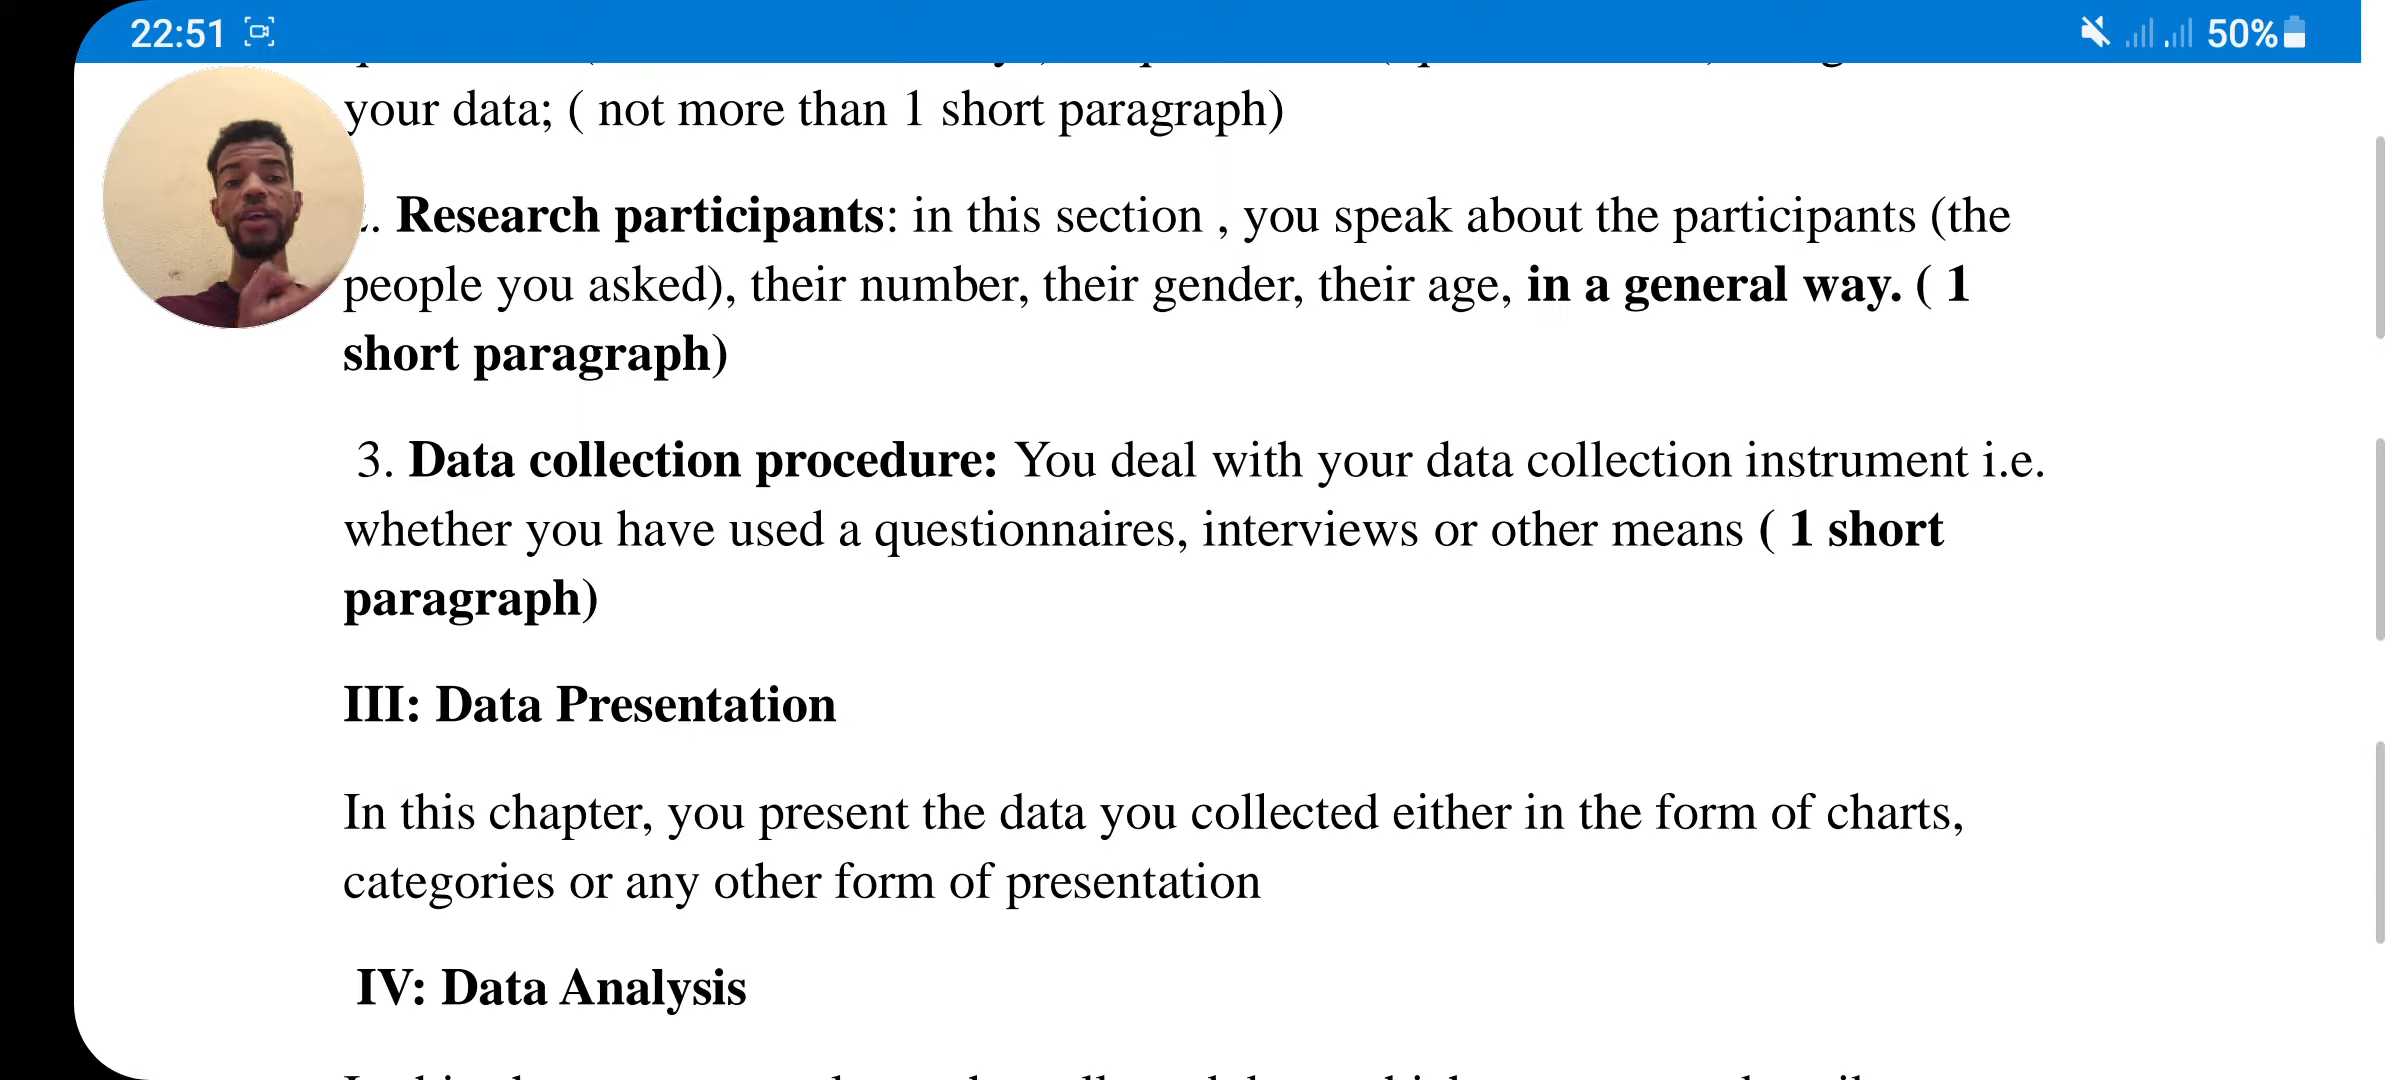 22:51 50%
your data; ( not more than 1 short paragraph)
. Research participants: in this section , you speak about the participants (the
people you asked), their number, their gender, their age, in a general way. ( 1
short paragraph)
3. Data collection procedure: You deal with your data collection instrument i.e.
whether you have used a questionnaires, interviews or other means ( 1 short
paragraph)
III: Data Presentation
In this chapter, you present the data you collected either in the form of charts,
categories or any other form of presentation
IV: Data Analysis